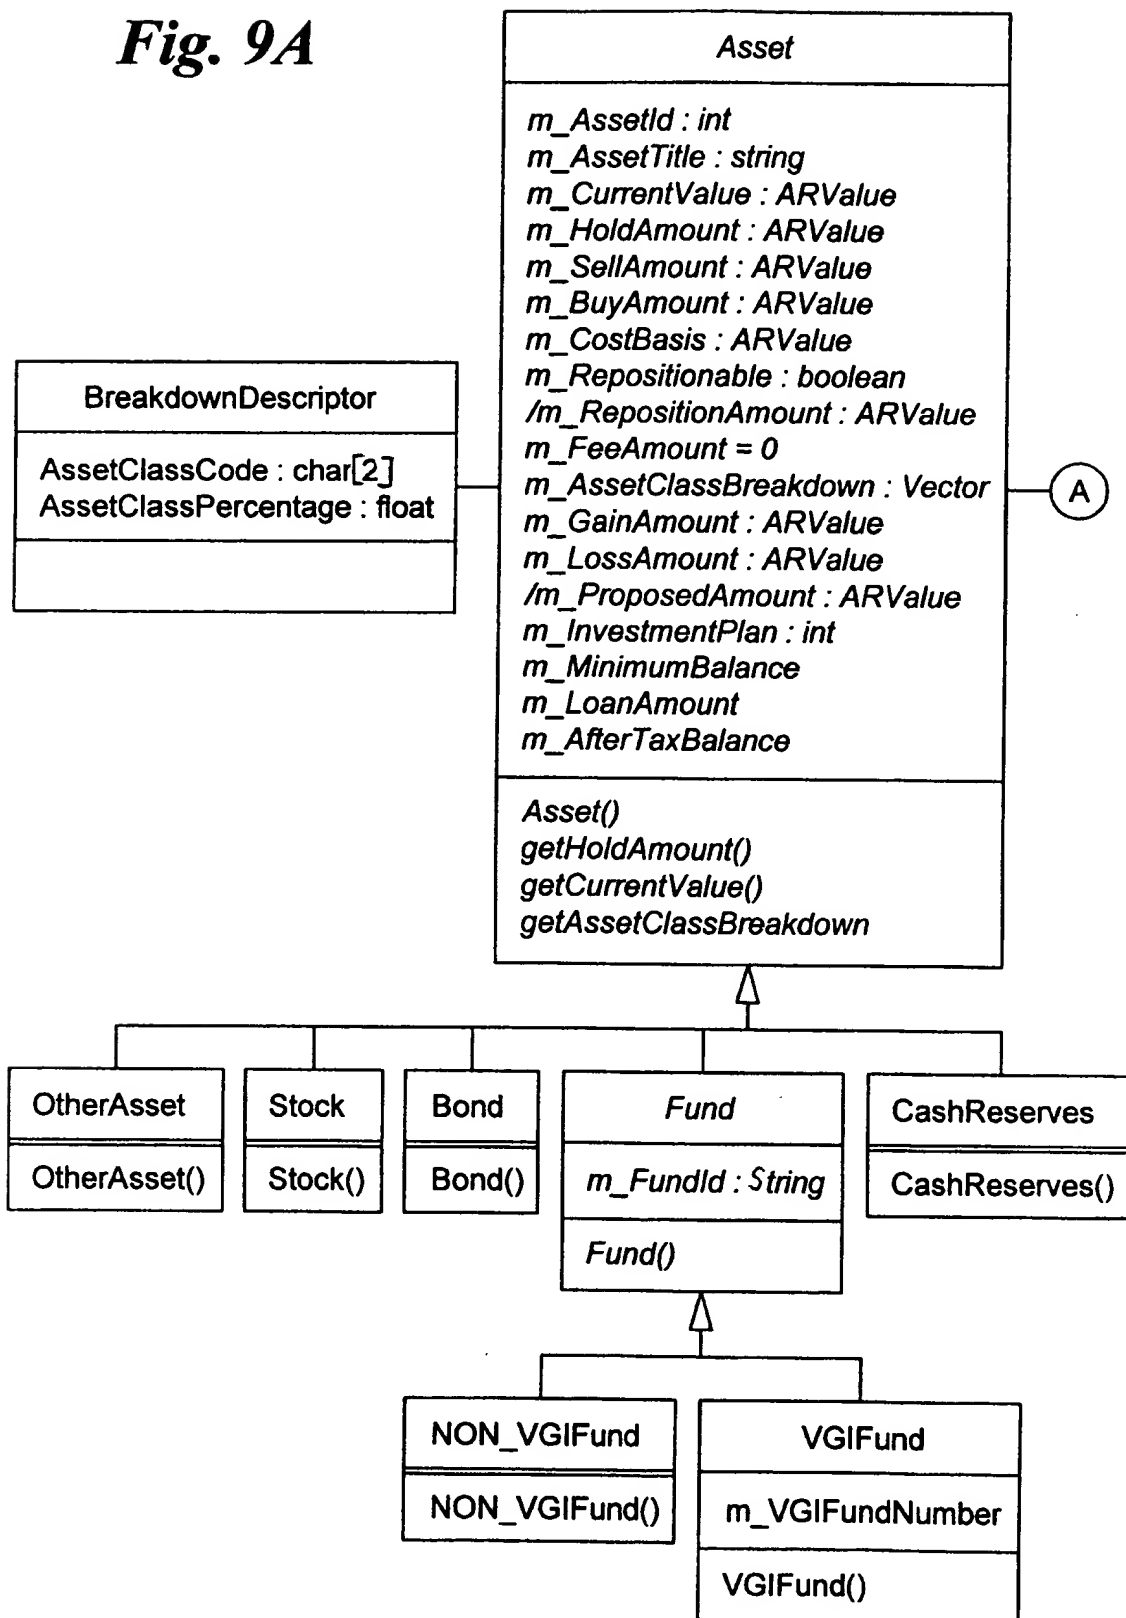 Fig. 9A
Asset
m_AssetId : int
m_AssetTitle : string
m_CurrentValue : ARValue
m_HoldAmount : ARValue
m_SellAmount : ARValue
m_BuyAmount : ARValue
m_CostBasis : ARValue
m_Repositionable : boolean
/m_RepositionAmount : ARValue
m_FeeAmount = 0
m_AssetClassBreakdown : Vector
m_GainAmount : ARValue
m_LossAmount : ARValue
/m_ProposedAmount : ARValue
m_InvestmentPlan : int
m_MinimumBalance
m_LoanAmount
m_AfterTaxBalance
Asset()
getHoldAmount()
getCurrentValue()
getAssetClassBreakdown
BreakdownDescriptor
AssetClassCode : char[2]
AssetClassPercentage : float
A
OtherAsset
OtherAsset()
Stock
Stock()
Bond
Bond()
Fund
m_FundId : String
Fund()
CashReserves
CashReserves()
NON_VGIFund
NON_VGIFund()
VGIFund
m_VGIFundNumber
VGIFund()